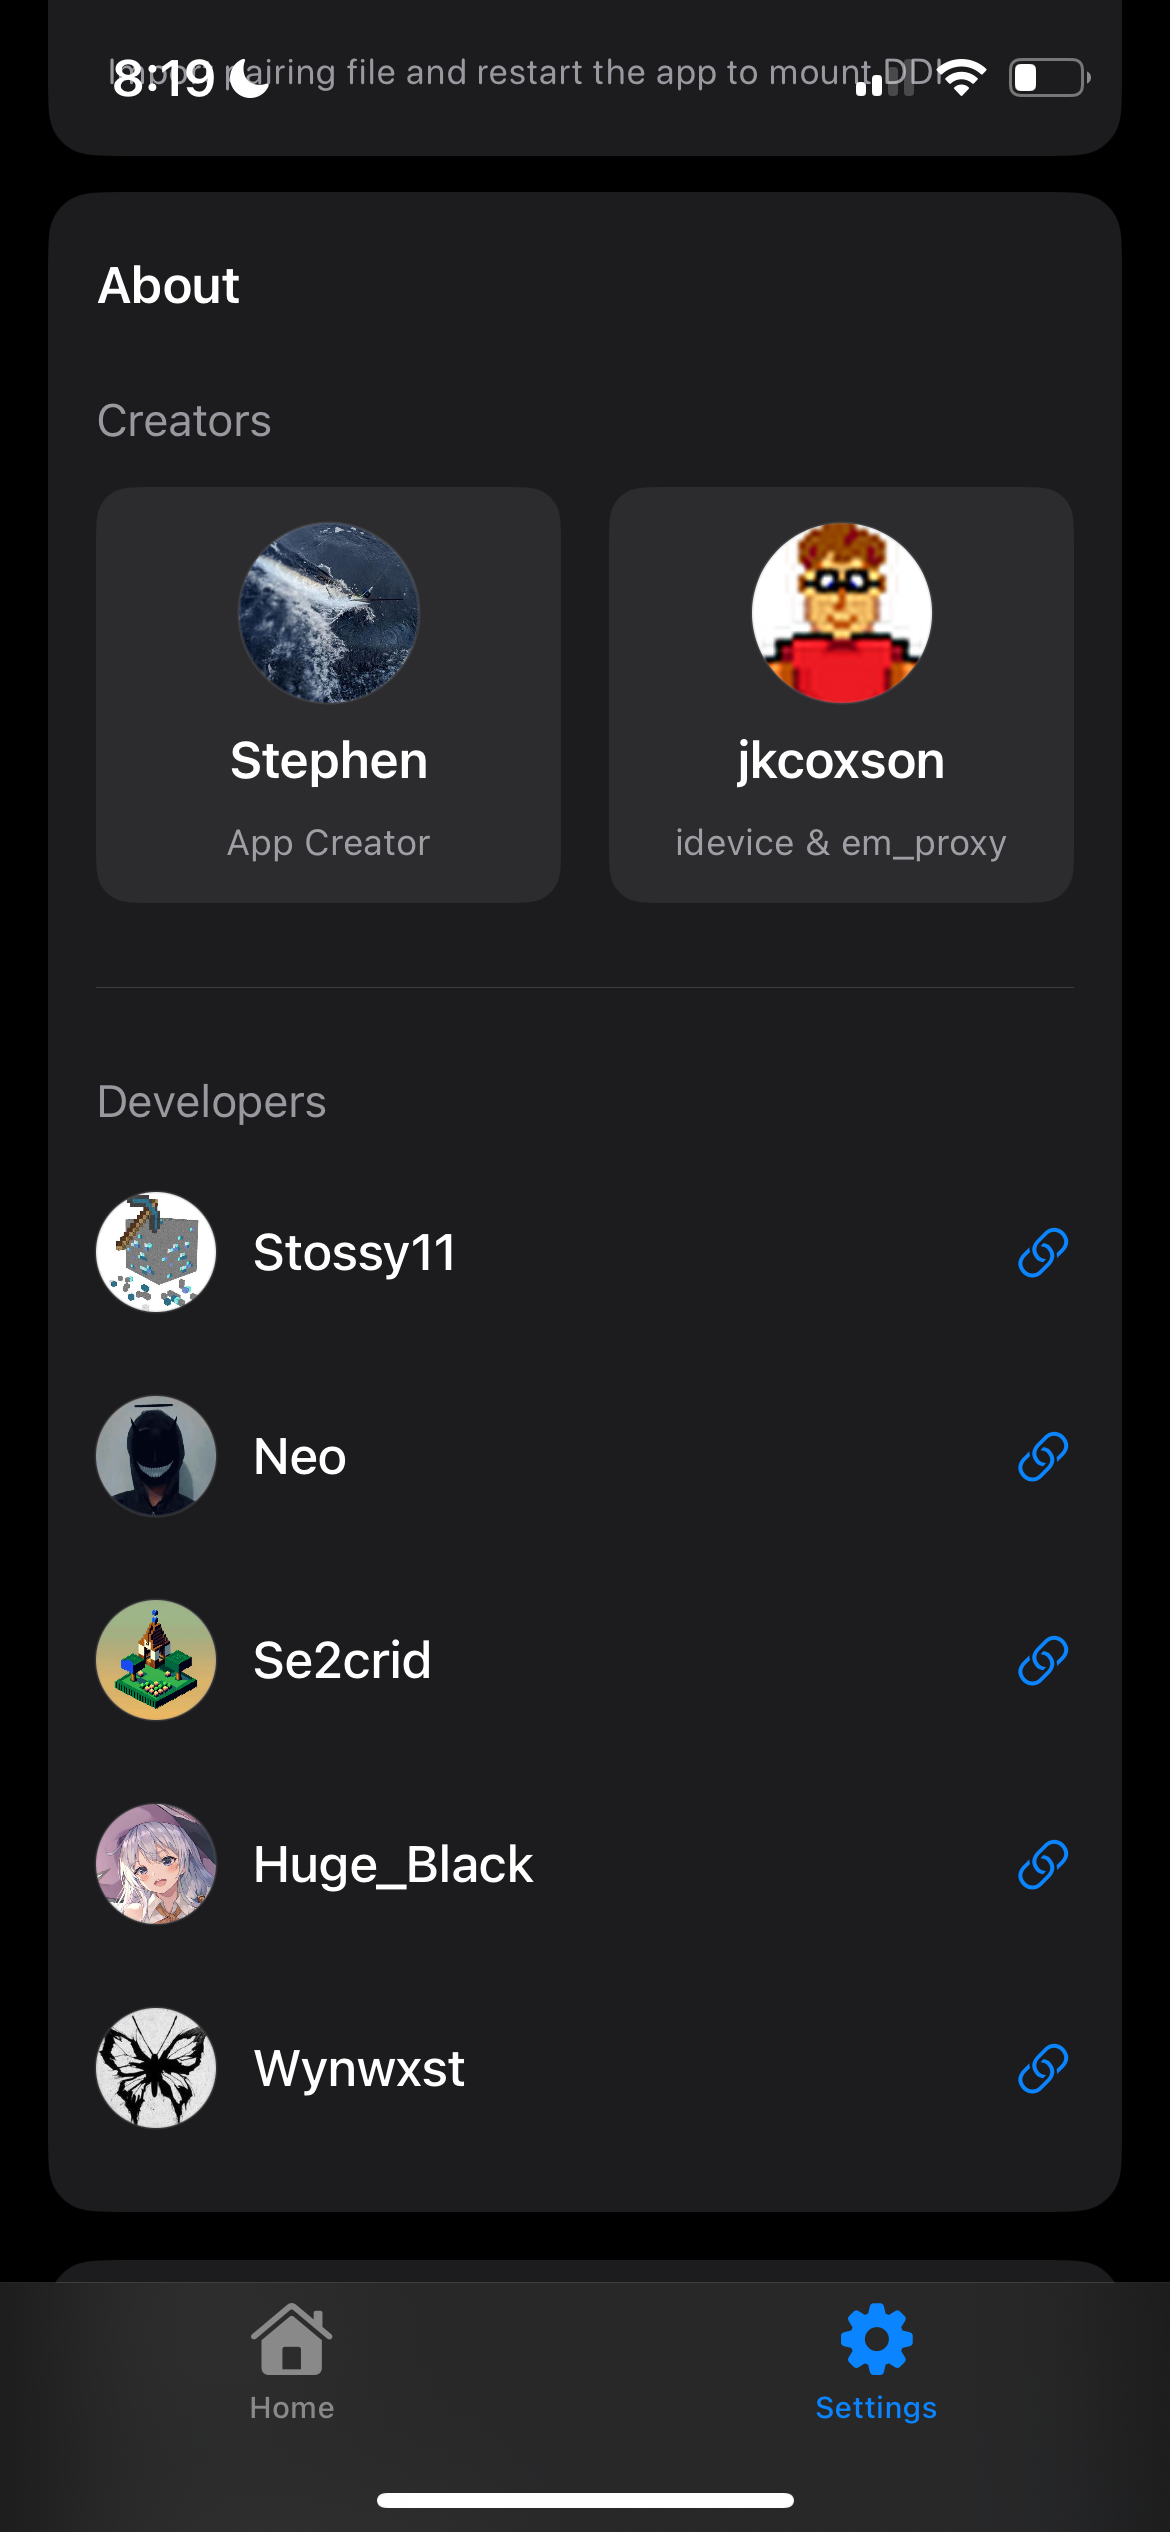 Import pairing file and restart the app to mount DDI
8:19
About
Creators
Stephen
App Creator
jkcoxson
idevice & em_proxy
Developers
Stossy11
Neo
Se2crid
Huge_Black
Wynwxst
Home
Settings